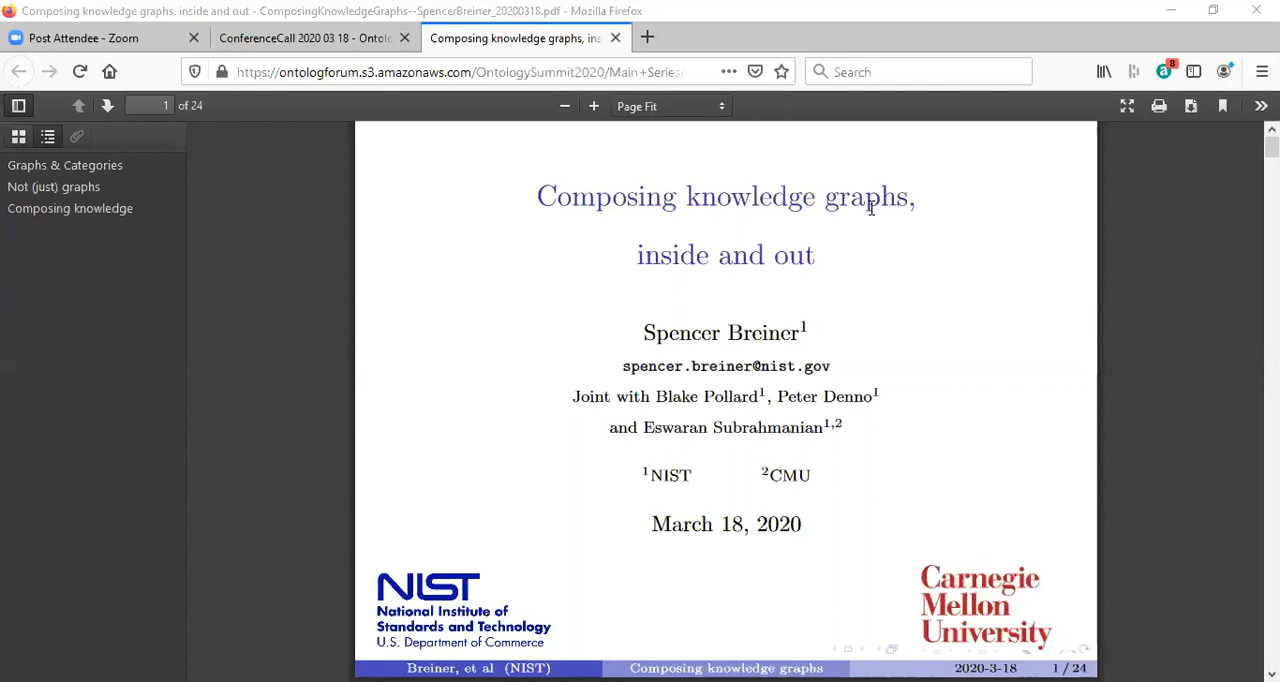 Composing knowledge graphs, inside and out - ComposingKnowledgeGraphs--SpencerBreiner_20200318.pdf - Mozilla Firefox
Post Attendee - Zoom
ConferenceCall 2020 03 18 - Ontolo
Composing knowledge graphs, ins
https://ontologforum.s3.amazonaws.com/OntologySummit2020/Main+Series/
Search
8
1 of 24
Page Fit
Graphs & Categories
Not (just) graphs
Composing knowledge
Composing knowledge graphs,
inside and out
Spencer Breiner¹
spencer.breiner@nist.gov
Joint with Blake Pollard¹, Peter Denno¹
and Eswaran Subrahmanian¹,²
¹NIST ²CMU
March 18, 2020
NIST
National Institute of
Standards and Technology
U.S. Department of Commerce
Carnegie
Mellon
University
Breiner, et al (NIST) Composing knowledge graphs 2020-3-18 1 / 24